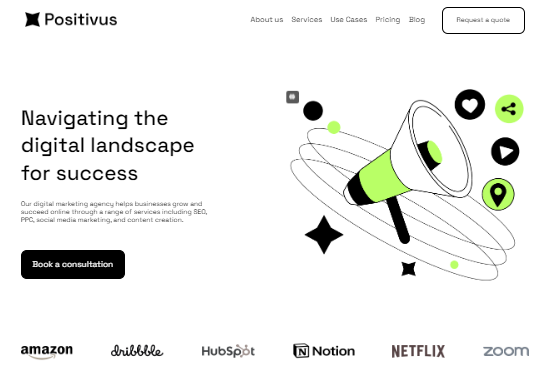 Positivus
About us Services Use Cases Pricing Blog Request a quote
Navigating the
digital landscape
for success
Our digital marketing agency helps businesses grow and
succeed online through a range of services including SEO,
PPC, social media marketing, and content creation.
Book a consultation
amazon dribbble HubSpot Notion NETFLIX zoom